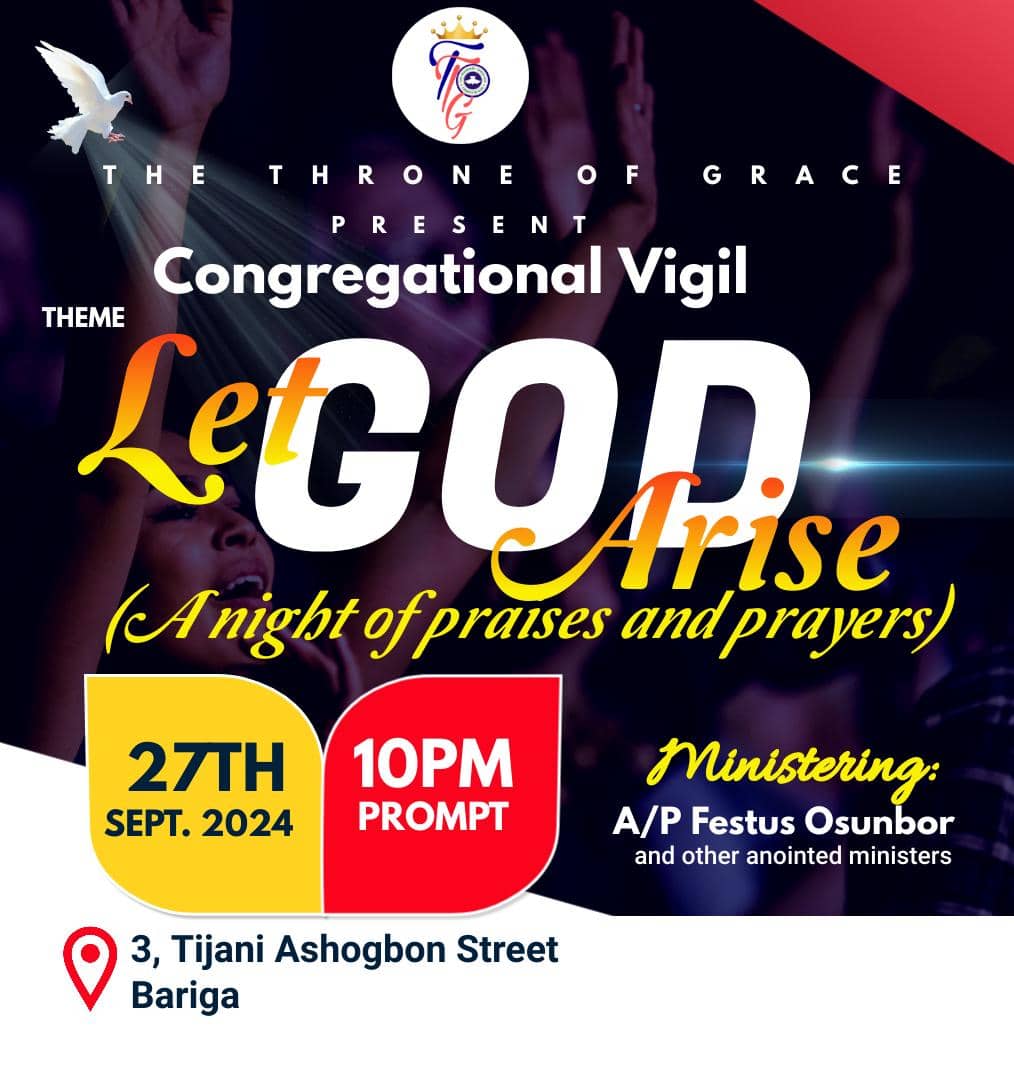 TTG
THE THRONE OF GRACE
PRESENT
Congregational Vigil
THEME
Let GOD
Arise
(A night of praises and prayers)
27TH
SEPT. 2024
10PM
PROMPT
Ministering:
A/P Festus Osunbor
and other anointed ministers
3, Tijani Ashogbon Street
Bariga